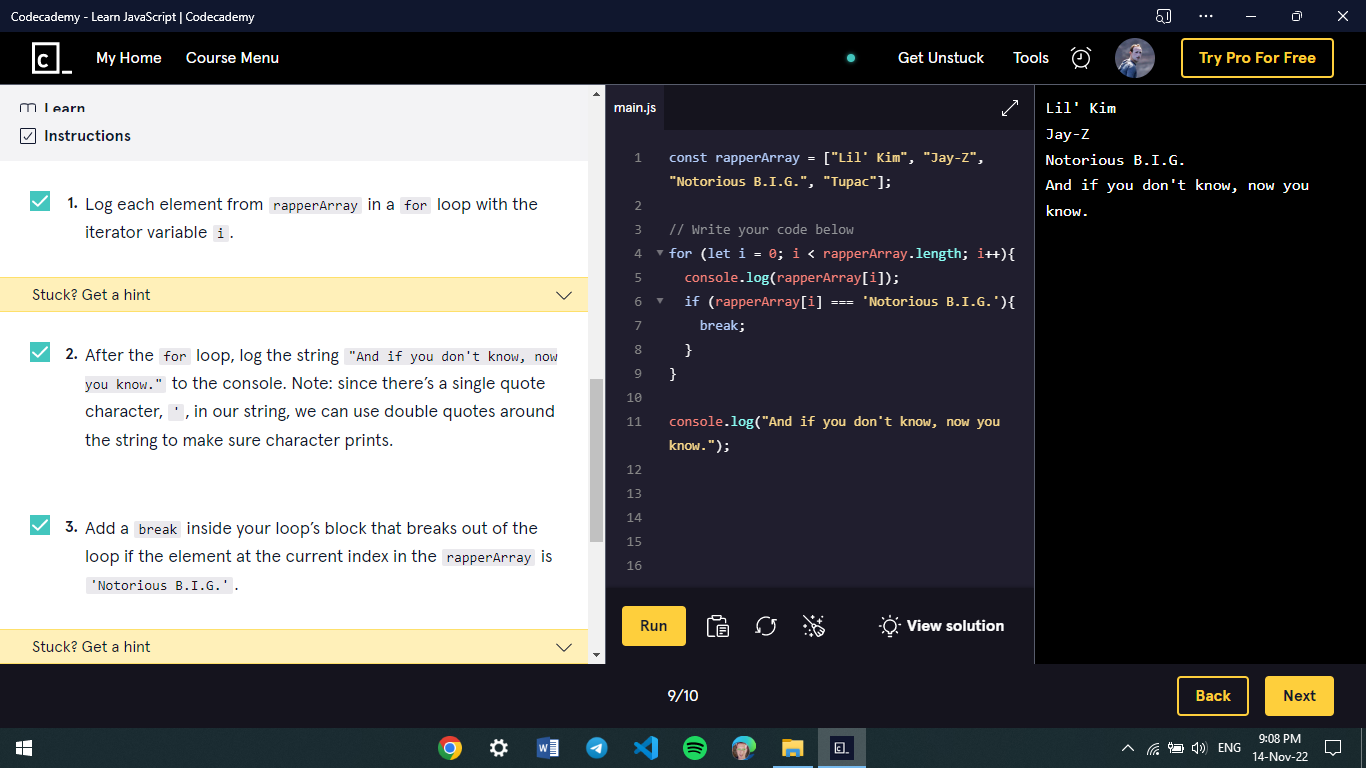 Codecademy - Learn JavaScript | Codecademy
My Home
Course Menu
Get Unstuck
Tools
Try Pro For Free
Learn
Instructions
1. Log each element from rapperArray in a for loop with the
iterator variable i.
Stuck? Get a hint
2. After the for loop, log the string "And if you don't know, now
you know." to the console. Note: since there’s a single quote
character, ', in our string, we can use double quotes around
the string to make sure character prints.
3. Add a break inside your loop’s block that breaks out of the
loop if the element at the current index in the rapperArray is
'Notorious B.I.G.'.
Stuck? Get a hint
main.js
1 const rapperArray = ["Lil' Kim", "Jay-Z",
"Notorious B.I.G.", "Tupac"];
2
3 // Write your code below
4 for (let i = 0; i < rapperArray.length; i++){
5 console.log(rapperArray[i]);
6 if (rapperArray[i] === 'Notorious B.I.G.'){
7 break;
8 }
9 }
10
11 console.log("And if you don't know, now you
know.");
12
13
14
15
16
Run
View solution
Lil' Kim
Jay-Z
Notorious B.I.G.
And if you don't know, now you
know.
9/10
Back
Next
ENG
9:08 PM
14-Nov-22